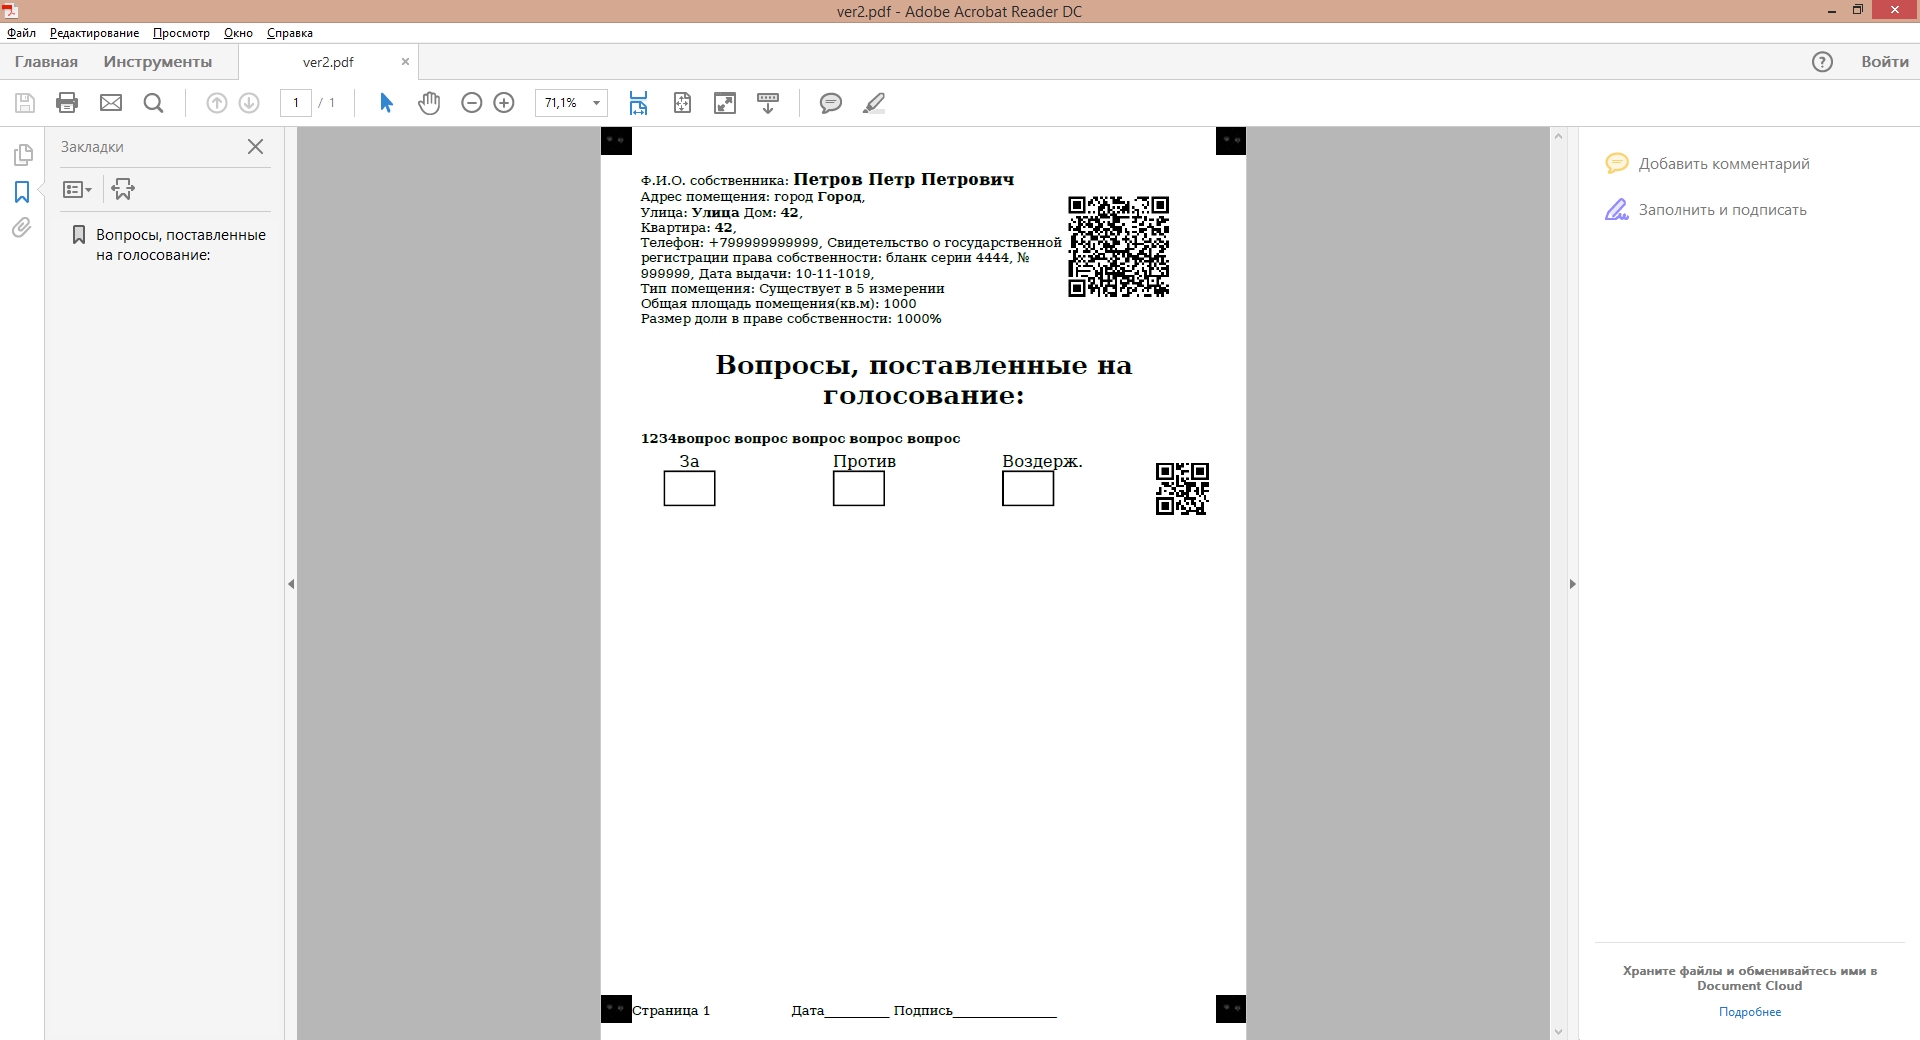 ver2.pdf - Adobe Acrobat Reader DC
Файл Редактирование Просмотр Окно Справка
Главная Инструменты ver2.pdf × ? Войти
1 / 1 71,1%
Закладки
Вопросы, поставленные
на голосование:
Ф.И.О. собственника: Петров Петр Петрович
Адрес помещения: город Город,
Улица: Улица Дом: 42,
Квартира: 42,
Телефон: +799999999999, Свидетельство о государственной
регистрации права собственности: бланк серии 4444, №
999999, Дата выдачи: 10-11-1019,
Тип помещения: Существует в 5 измерении
Общая площадь помещения(кв.м): 1000
Размер доли в праве собственности: 1000%
Вопросы, поставленные на
голосование:
1234вопрос вопрос вопрос вопрос вопрос
За Против Воздерж.
Страница 1 Дата__________ Подпись________________
Добавить комментарий
Заполнить и подписать
Храните файлы и обменивайтесь ими в
Document Cloud
Подробнее